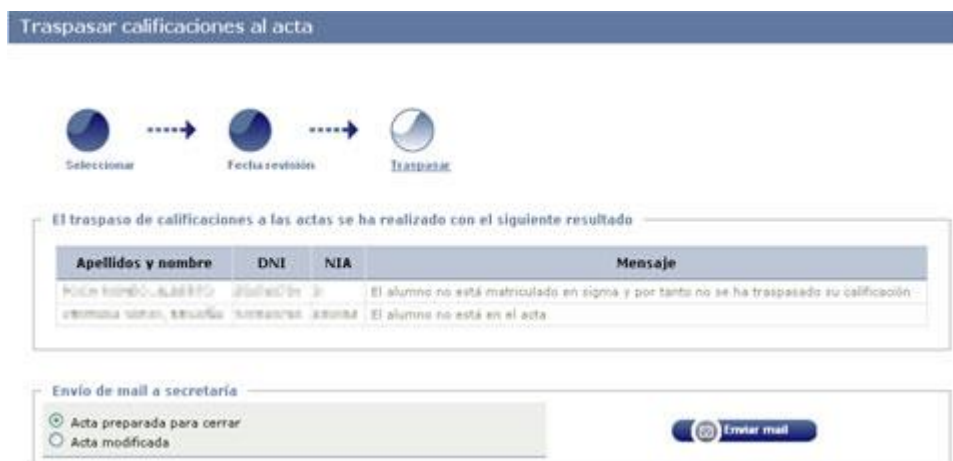 Traspasar calificaciones al acta
Seleccionar
Fecha revisión
Traspasar
El traspaso de calificaciones a las actas se ha realizado con el siguiente resultado
Apellidos y nombre DNI NIA Mensaje
El alumno no está matriculado en sigma y por tanto no se ha traspasado su calificación
El alumno no está en el acta
Envío de mail a secretaría
Acta preparada para cerrar
Enviar mail
Acta modificada